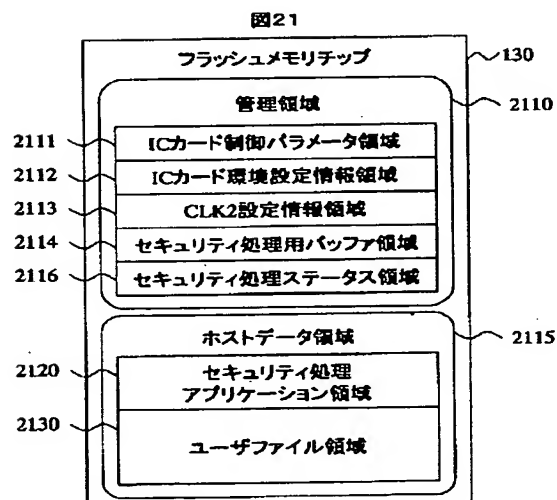 図21
フラッシュメモリチップ
130
管理領域
2110
2111
ICカード制御パラメータ領域
2112
ICカード環境設定情報領域
2113
CLK2設定情報領域
2114
セキュリティ処理用バッファ領域
2116
セキュリティ処理ステータス領域
ホストデータ領域
2115
2120
セキュリティ処理
アプリケーション領域
2130
ユーザファイル領域